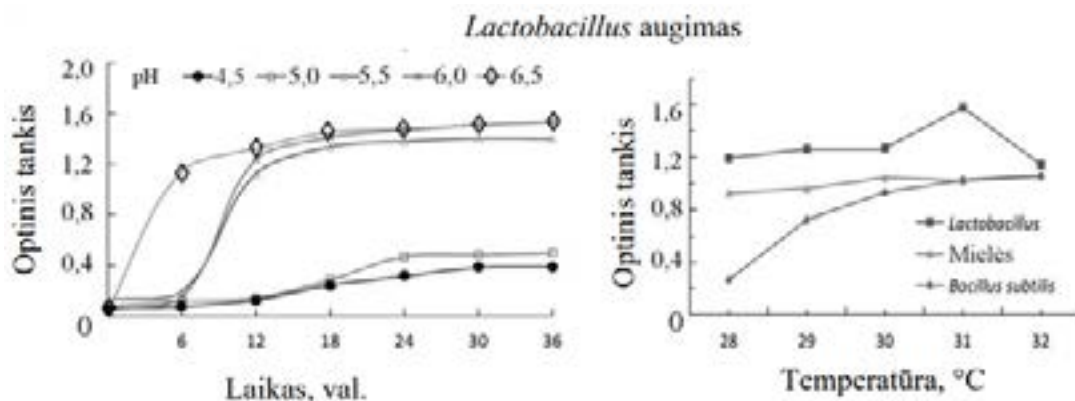 Lactobacillus augimas
pH 4,5 5,0 5,5 6,0 6,5
Optinis tankis
2,0
1,6
1,2
0,8
0,4
0
6 12 18 24 30 36
Laikas, val.
Optinis tankis
1,6
1,2
0,8
0,4
0
Lactobacillus
Mielės
Bacillus subtilis
28 29 30 31 32
Temperatūra, °C